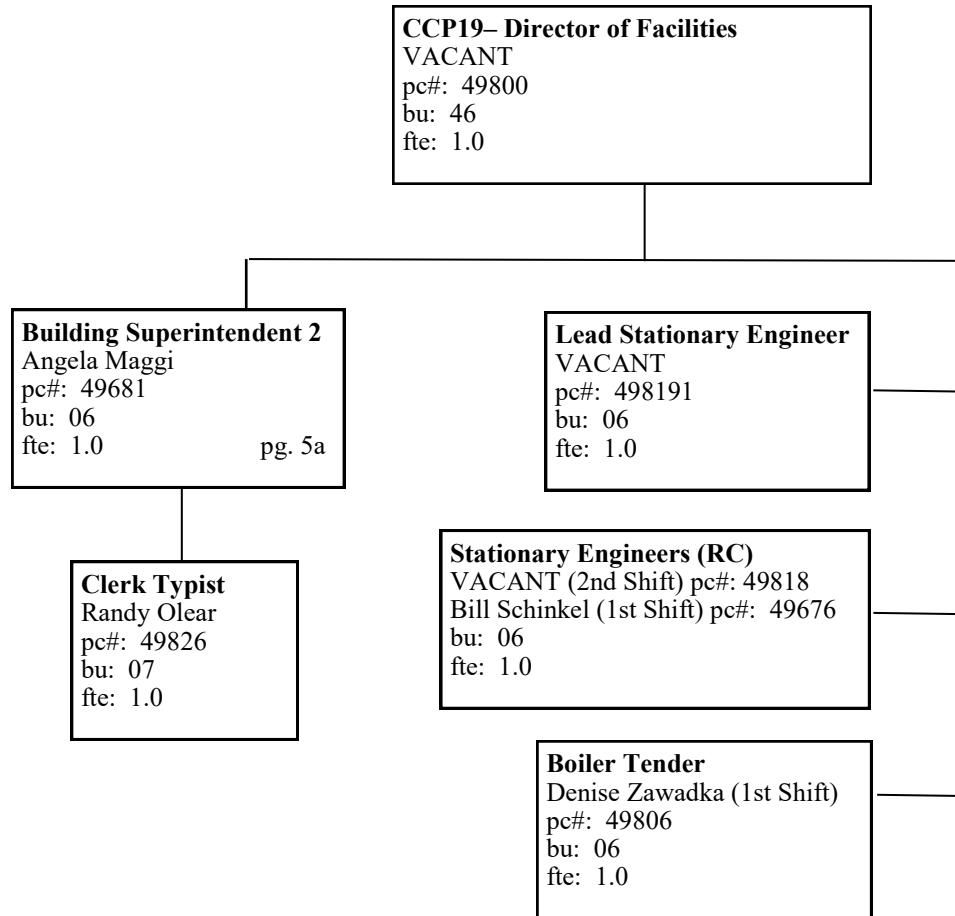 CCP19– Director of Facilities
VACANT
pc#: 49800
bu: 46
fte: 1.0
Building Superintendent 2
Angela Maggi
pc#: 49681
bu: 06
fte: 1.0 pg. 5a
Lead Stationary Engineer
VACANT
pc#: 498191
bu: 06
fte: 1.0
Clerk Typist
Randy Olear
pc#: 49826
bu: 07
fte: 1.0
Stationary Engineers (RC)
VACANT (2nd Shift) pc#: 49818
Bill Schinkel (1st Shift) pc#: 49676
bu: 06
fte: 1.0
Boiler Tender
Denise Zawadka (1st Shift)
pc#: 49806
bu: 06
fte: 1.0